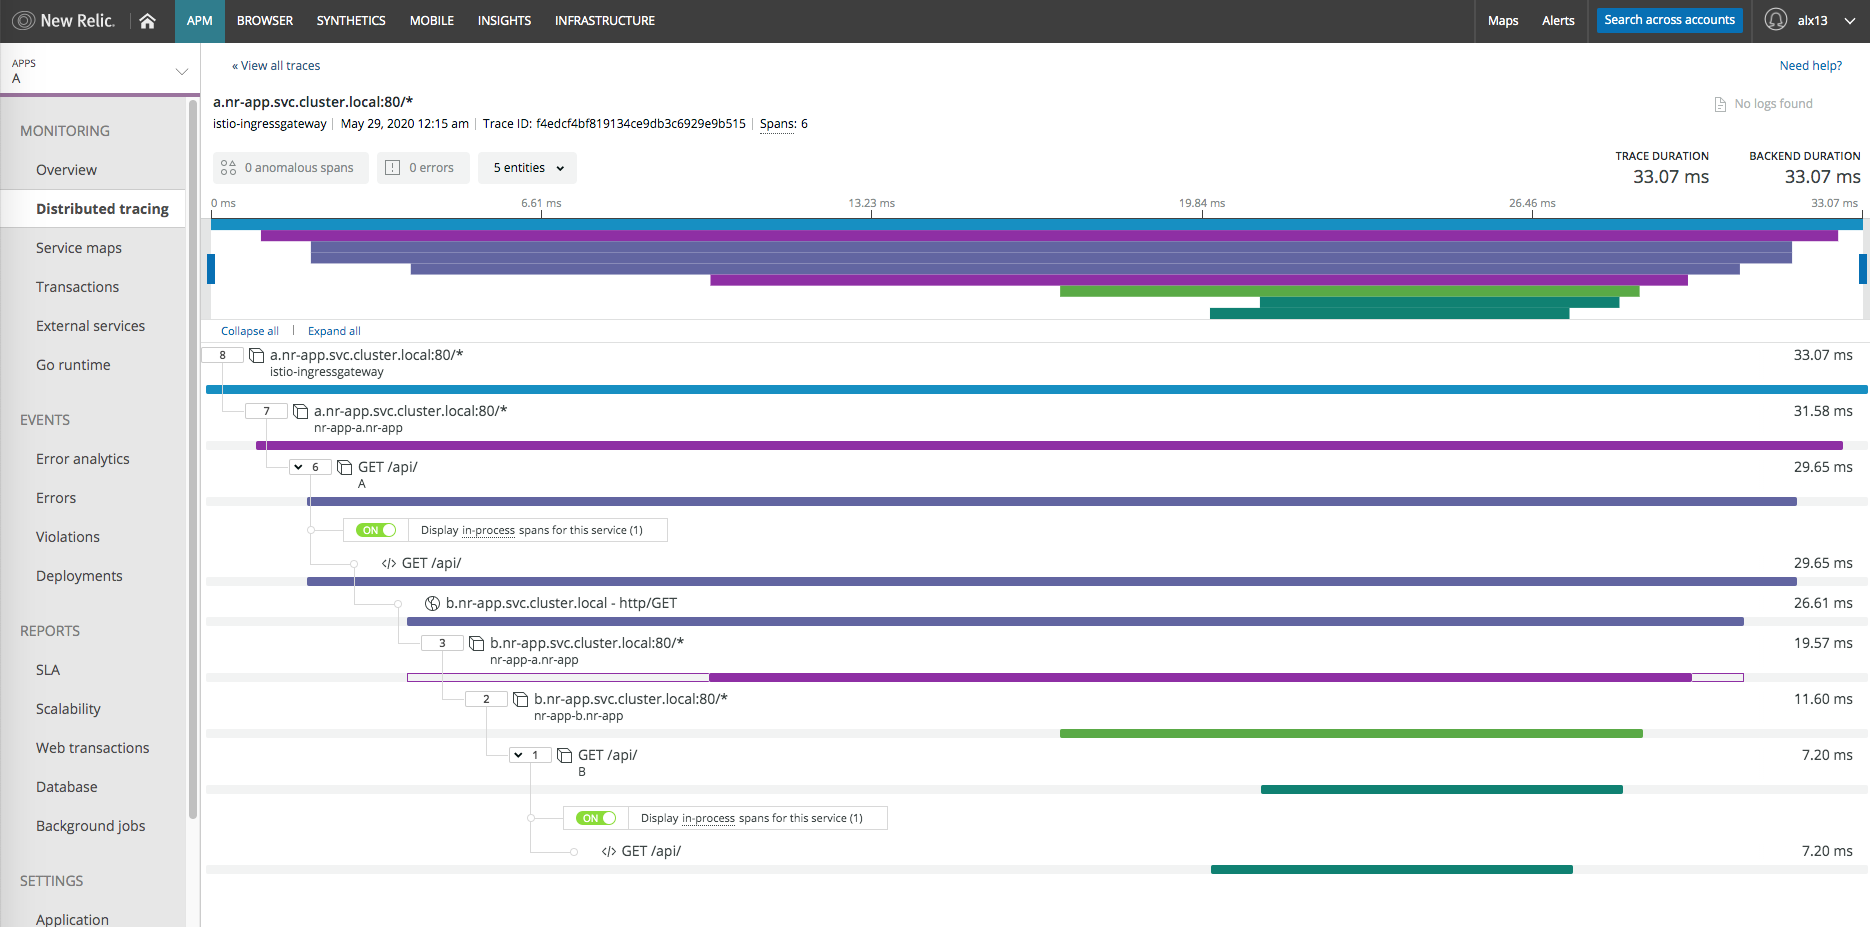 New Relic.
APM
BROWSER
SYNTHETICS
MOBILE
INSIGHTS
INFRASTRUCTURE
Maps
Alerts
Search across accounts
alx13
APPS
A
« View all traces
Need help?
a.nr-app.svc.cluster.local:80/*
No logs found
istio-ingressgateway | May 29, 2020 12:15 am | Trace ID: f4edcf4bf819134ce9db3c6929e9b515 | Spans: 6
0 anomalous spans
0 errors
5 entities
TRACE DURATION
33.07 ms
BACKEND DURATION
33.07 ms
MONITORING
Overview
Distributed tracing
Service maps
Transactions
External services
Go runtime
EVENTS
Error analytics
Errors
Violations
Deployments
REPORTS
SLA
Scalability
Web transactions
Database
Background jobs
SETTINGS
Application
0 ms
6.61 ms
13.23 ms
19.84 ms
26.46 ms
33.07 ms
Collapse all | Expand all
8 a.nr-app.svc.cluster.local:80/* 33.07 ms
istio-ingressgateway
7 a.nr-app.svc.cluster.local:80/* 31.58 ms
nr-app-a.nr-app
6 GET /api/ 29.65 ms
A
ON Display in-process spans for this service (1)
</> GET /api/ 29.65 ms
b.nr-app.svc.cluster.local - http/GET 26.61 ms
3 b.nr-app.svc.cluster.local:80/* 19.57 ms
nr-app-a.nr-app
2 b.nr-app.svc.cluster.local:80/* 11.60 ms
nr-app-b.nr-app
1 GET /api/ 7.20 ms
B
ON Display in-process spans for this service (1)
</> GET /api/ 7.20 ms